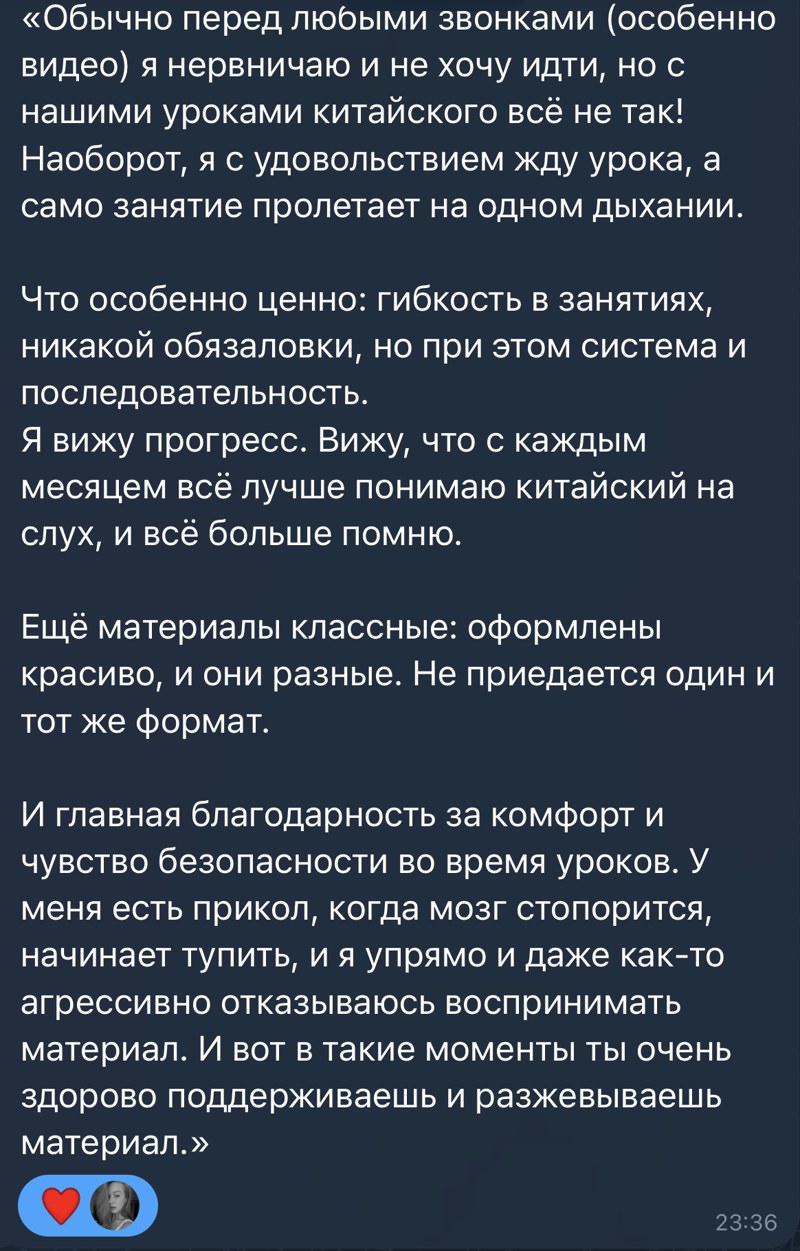 «Обычно перед любыми звонками (особенно
видео) я нервничаю и не хочу идти, но с
нашими уроками китайского всё не так!
Наоборот, я с удовольствием жду урока, а
само занятие пролетает на одном дыхании.
Что особенно ценно: гибкость в занятиях,
никакой обязаловки, но при этом система и
последовательность.
Я вижу прогресс. Вижу, что с каждым
месяцем всё лучше понимаю китайский на
слух, и всё больше помню.
Ещё материалы классные: оформлены
красиво, и они разные. Не приедается один и
тот же формат.
И главная благодарность за комфорт и
чувство безопасности во время уроков. У
меня есть прикол, когда мозг стопорится,
начинает тупить, и я упрямо и даже как-то
агрессивно отказываюсь воспринимать
материал. И вот в такие моменты ты очень
здорово поддерживаешь и разжевываешь
материал.»
23:36